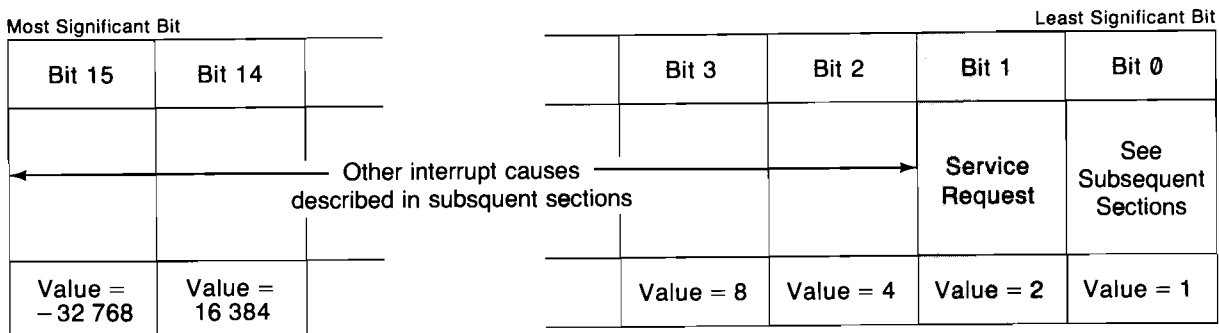 Most Significant Bit
Least Significant Bit
Bit 15
Bit 14
Bit 3
Bit 2
Bit 1
Bit 0
Other interrupt causes
described in subsquent sections
Service
Request
See
Subsequent
Sections
Value =
−32 768
Value =
16 384
Value = 8
Value = 4
Value = 2
Value = 1